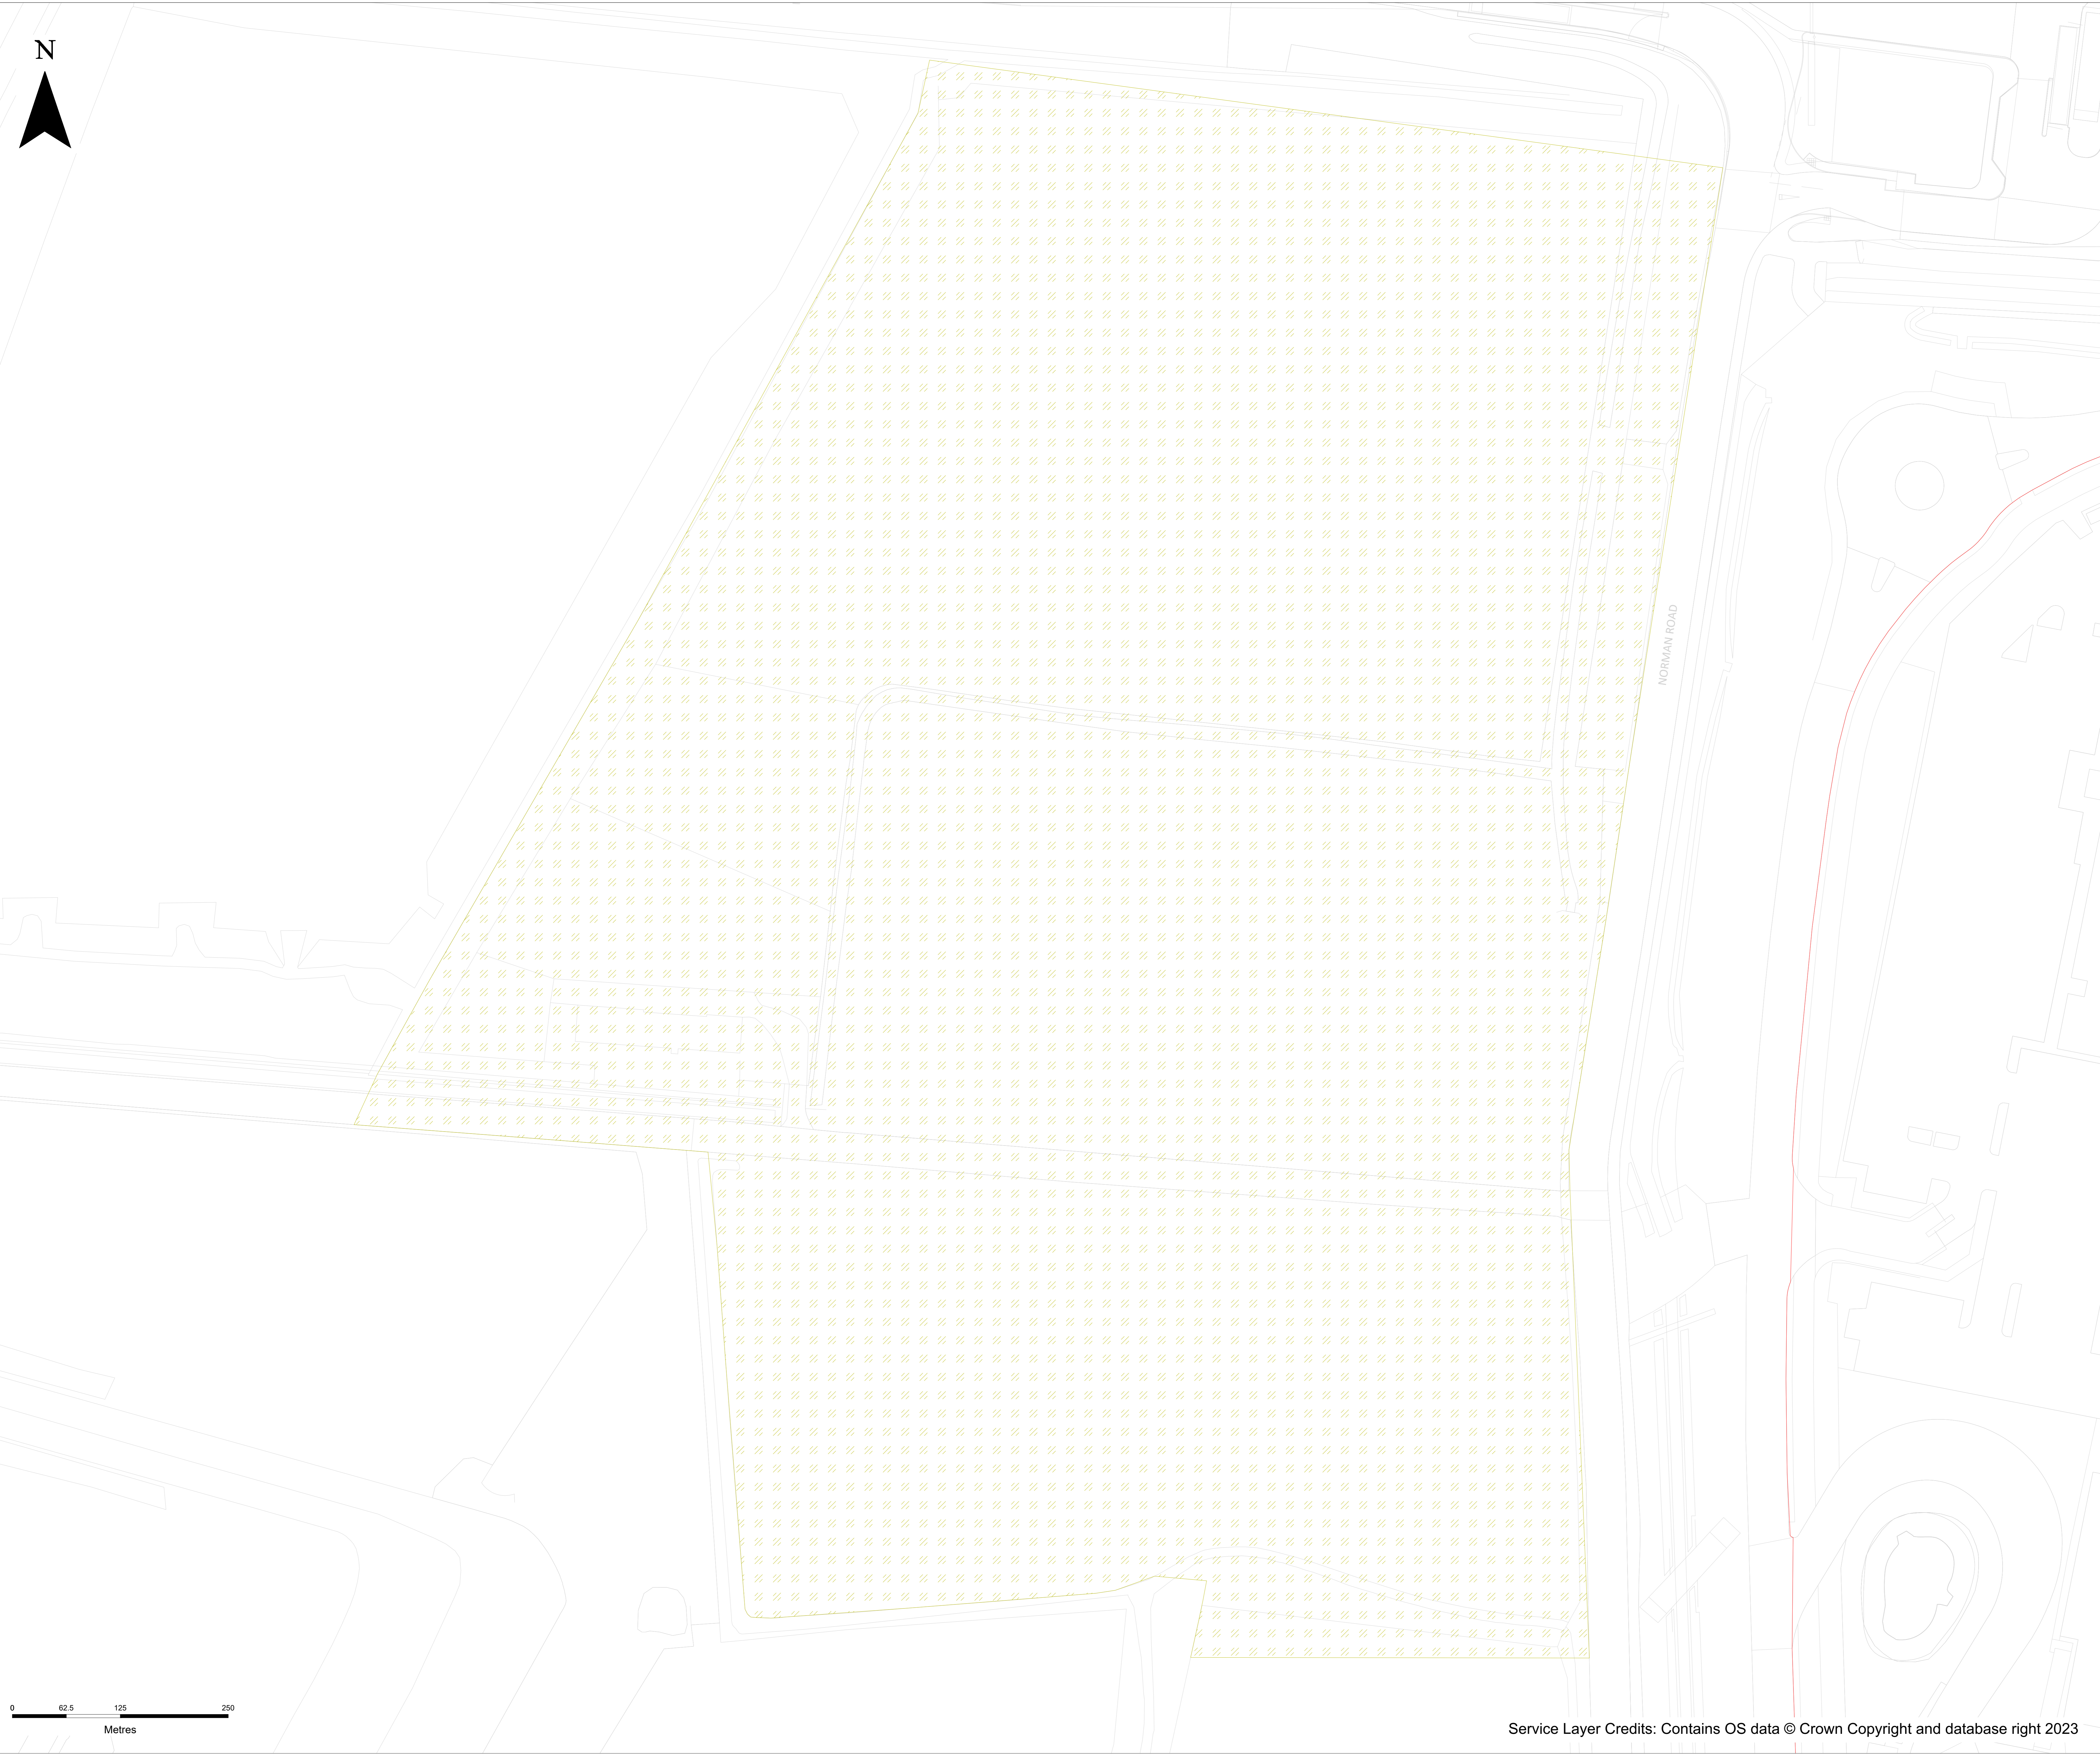 N
NORMAN ROAD
0 62.5 125 250
Metres
Service Layer Credits: Contains OS data © Crown Copyright and database right 2023